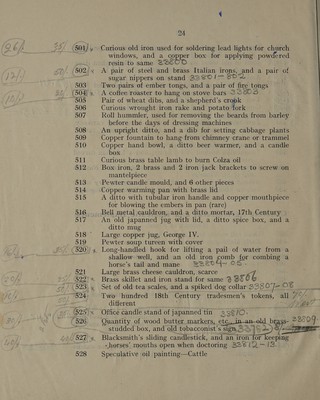 24
501 Curious old iron used for soldering lead lights for church
windows, and a copper box for applying powdered
resin to same 33800
502 A pair of steel and brass Italian irons, and a pair of
sugar nippers on stand 33801-802
503 Two pairs of ember tongs, and a pair of fire tongs
504 A coffee roaster to hang on stove bars 33803
505 Pair of wheat dibs, and a shepherd's crook
506 Curious wrought iron rake and potato fork
507 Roll hummeler, used for removing the beards from barley
before the days of dressing machines
508 An upright ditto, and a dib for setting cabbage plants
509 Copper fountain to hang from chimney crane or trammel
510 Copper hand bowl, a ditto beer warmer, and a candle
box
511 Curious brass table lamp to burn Colza oil
512 Box iron, 2 brass and 2 iron jack brackets to screw on
mantelpiece
513 Pewter candle mould, and 6 other pieces
514 Copper warming pan with brass lid
515 A ditto with tubular iron handle and copper mouthpiece
for blowing the embers in pan (rare)
516 Bell metal cauldron, and a ditto mortar, 17th Century
517 An old japanned jug with lid, a ditto spice box, and a
ditto mug
518 Large copper jug, George IV.
519 Pewter soup tureen with cover
520 Long-handled hook for lifting a pail of water from a
shallow well, and an old iron comb for combing a
horse's tail and mane 33804-05
521 Large brass cheese cauldron, scarce
522 Brass skillet and iron stand for same 33806
523 Set of old tea scales, and a spiked dog collar 33807-08
524 Two hundred 18th Century tradesmen's tokens, all
different
525 Office candle stand of japanned tin 33810.
526 Quantity of wood butter markers, etc., in an old brass- 33809
studded box, and old tobacconist's sign
527 Blacksmith's sliding candlestick, and an iron for keeping
horses' mouths open when doctoring 33812-13
528 Speculative oil painting—Cattle